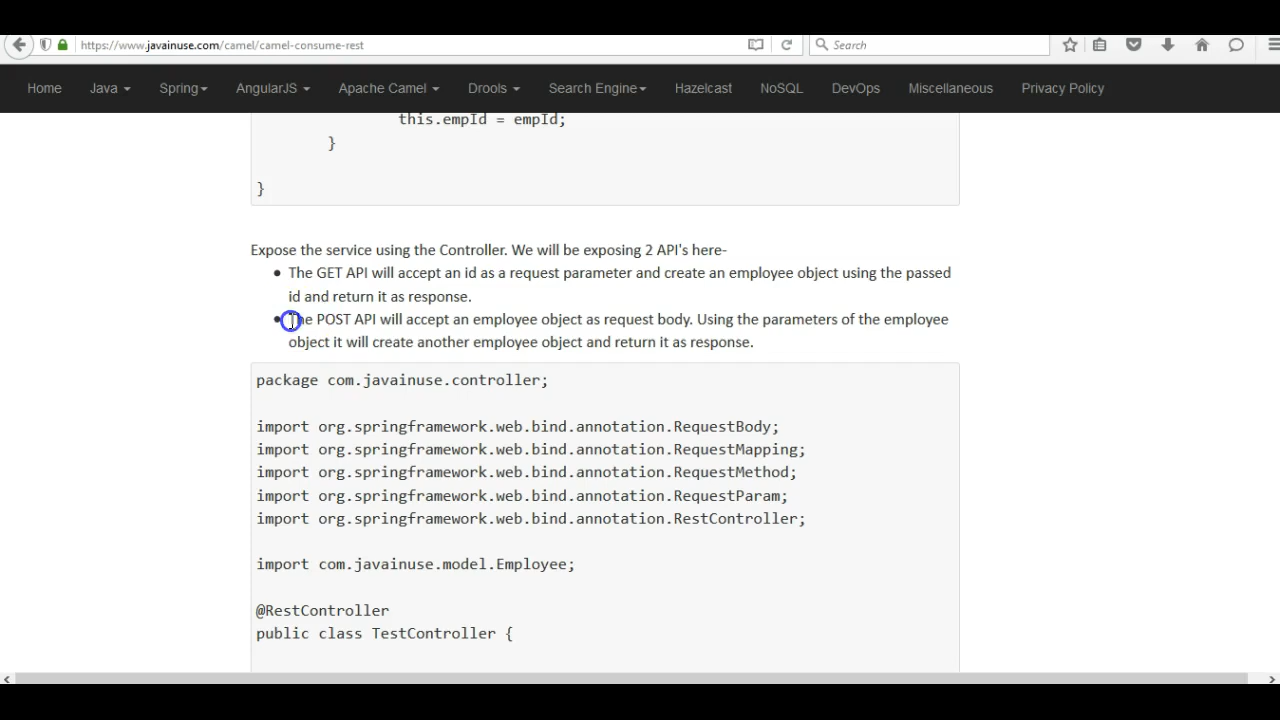 https://www.javainuse.com/camel/camel-consume-rest
Search
Home Java Spring AngularJS Apache Camel Drools Search Engine Hazelcast NoSQL DevOps Miscellaneous Privacy Policy
this.empId = empId;
}
}
Expose the service using the Controller. We will be exposing 2 API's here-
The GET API will accept an id as a request parameter and create an employee object using the passed
id and return it as response.
The POST API will accept an employee object as request body. Using the parameters of the employee
object it will create another employee object and return it as response.
package com.javainuse.controller;
import org.springframework.web.bind.annotation.RequestBody;
import org.springframework.web.bind.annotation.RequestMapping;
import org.springframework.web.bind.annotation.RequestMethod;
import org.springframework.web.bind.annotation.RequestParam;
import org.springframework.web.bind.annotation.RestController;
import com.javainuse.model.Employee;
@RestController
public class TestController {